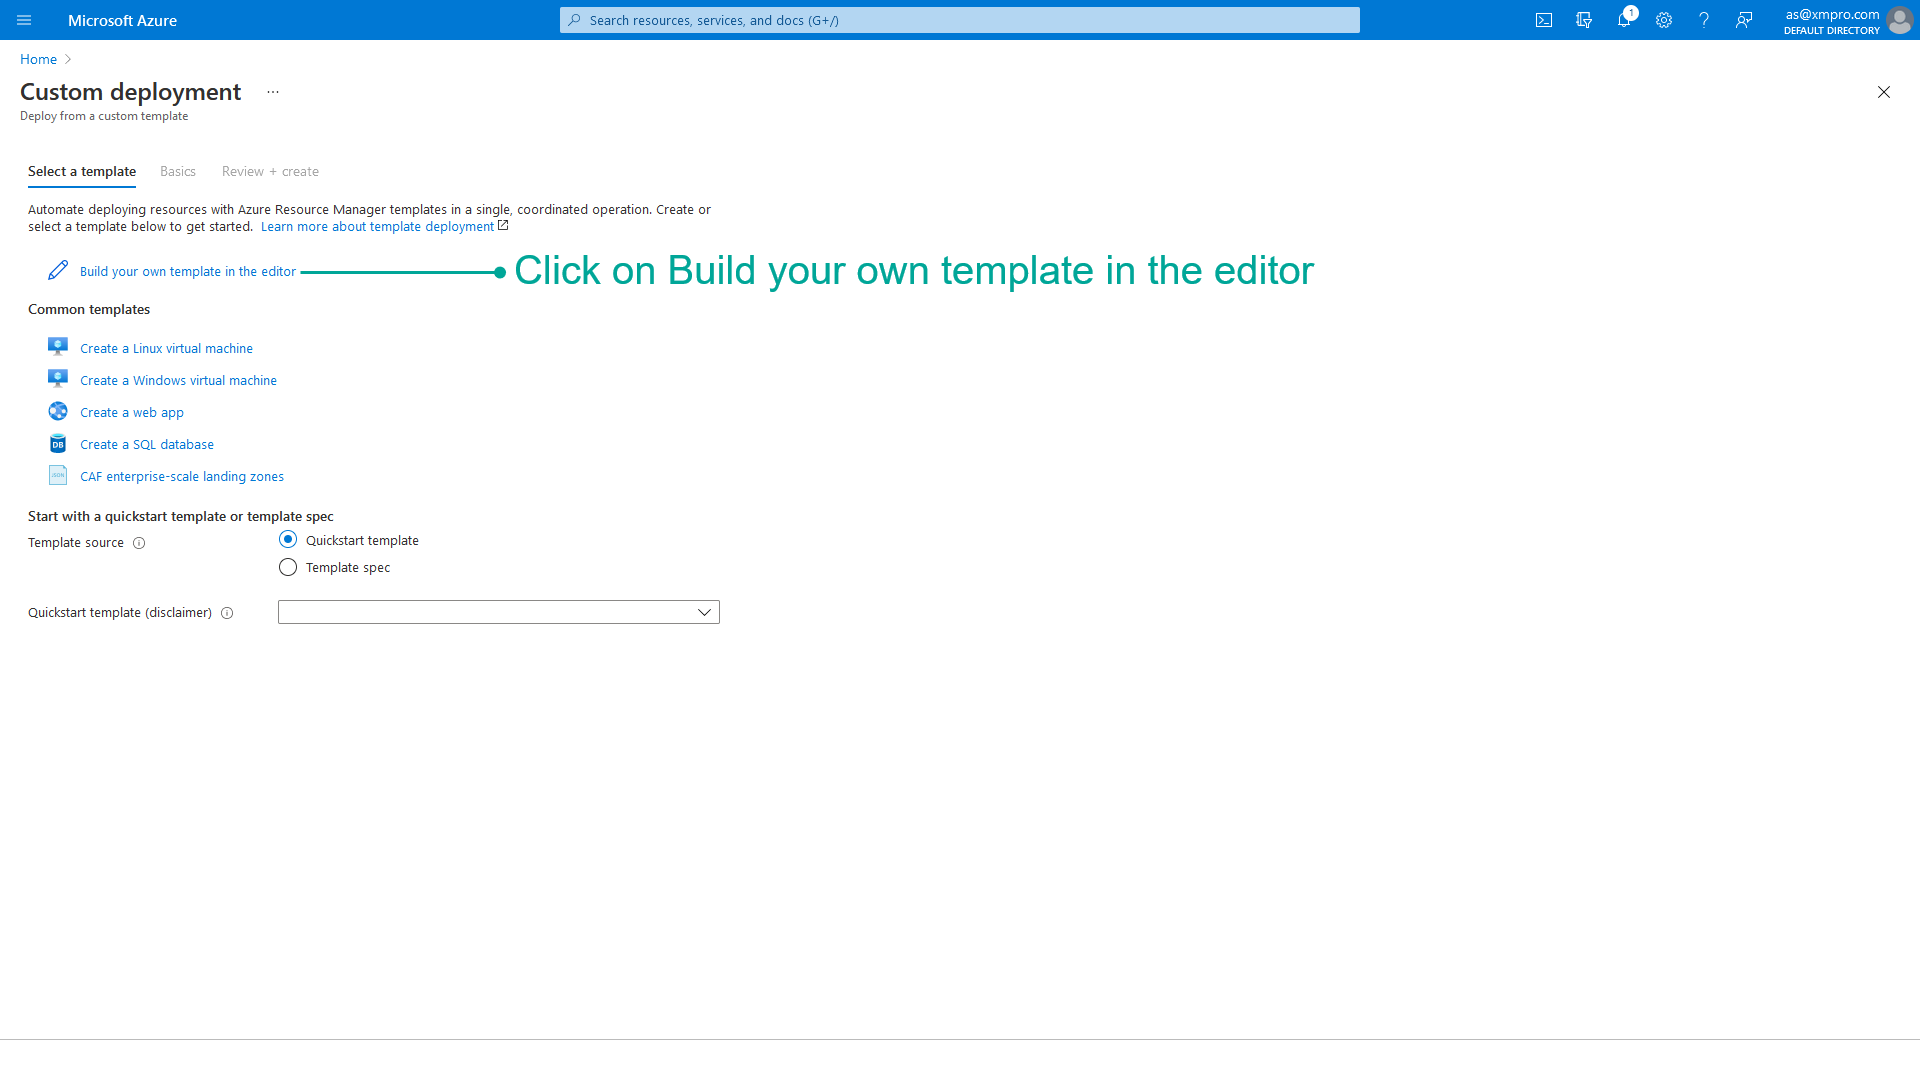 Microsoft Azure
Search resources, services, and docs (G+/)
1
as@xmpro.com
DEFAULT DIRECTORY
Home
Custom deployment
...
Deploy from a custom template
Select a template
Basics
Review + create
Automate deploying resources with Azure Resource Manager templates in a single, coordinated operation. Create or
select a template below to get started. Learn more about template deployment
Build your own template in the editor
Click on Build your own template in the editor
Common templates
Create a Linux virtual machine
Create a Windows virtual machine
Create a web app
DB
Create a SQL database
JSON
CAF enterprise-scale landing zones
Start with a quickstart template or template spec
Template source
Quickstart template
Template spec
Quickstart template (disclaimer)